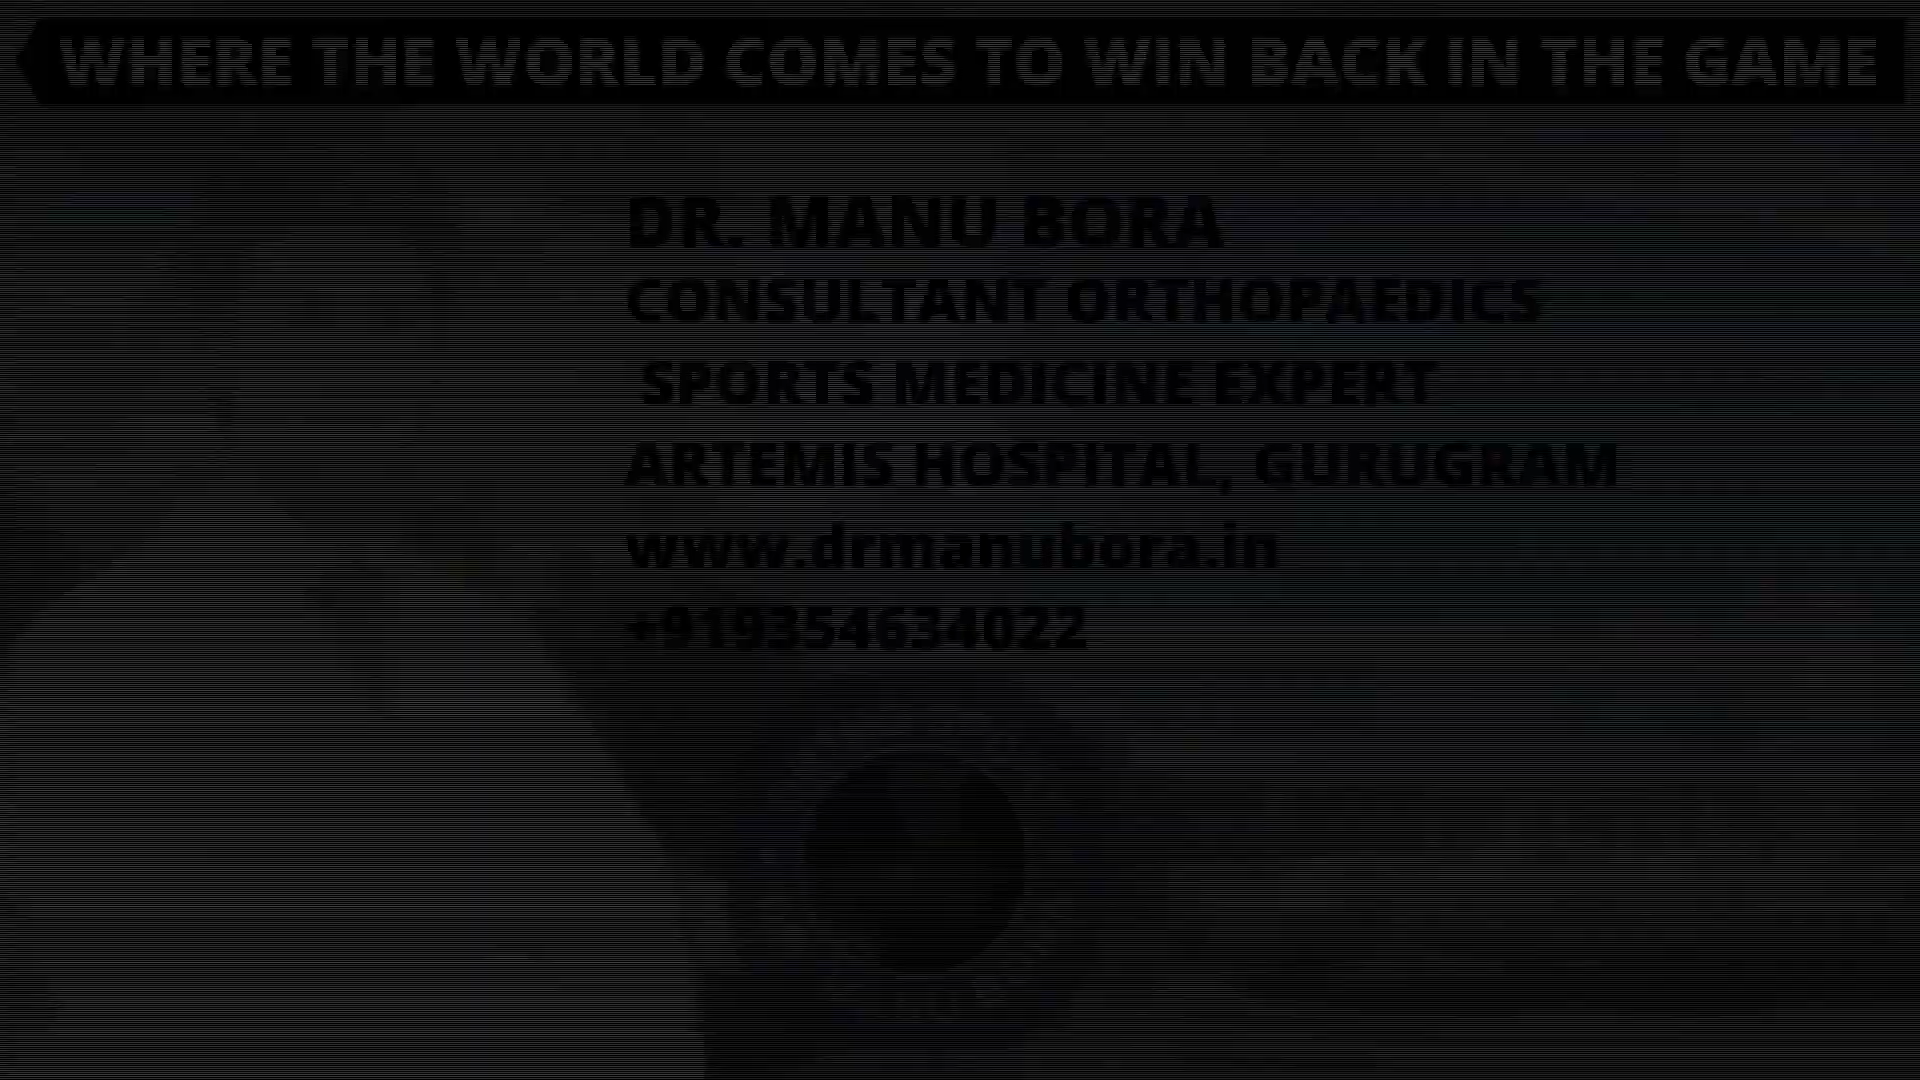 WHERE THE WORLD COMES TO WIN BACK IN THE GAME
DR. MANU BORA
CONSULTANT ORTHOPAEDICS
SPORTS MEDICINE EXPERT
ARTEMIS HOSPITAL, GURUGRAM
www.drmanubora.in
+919354634022